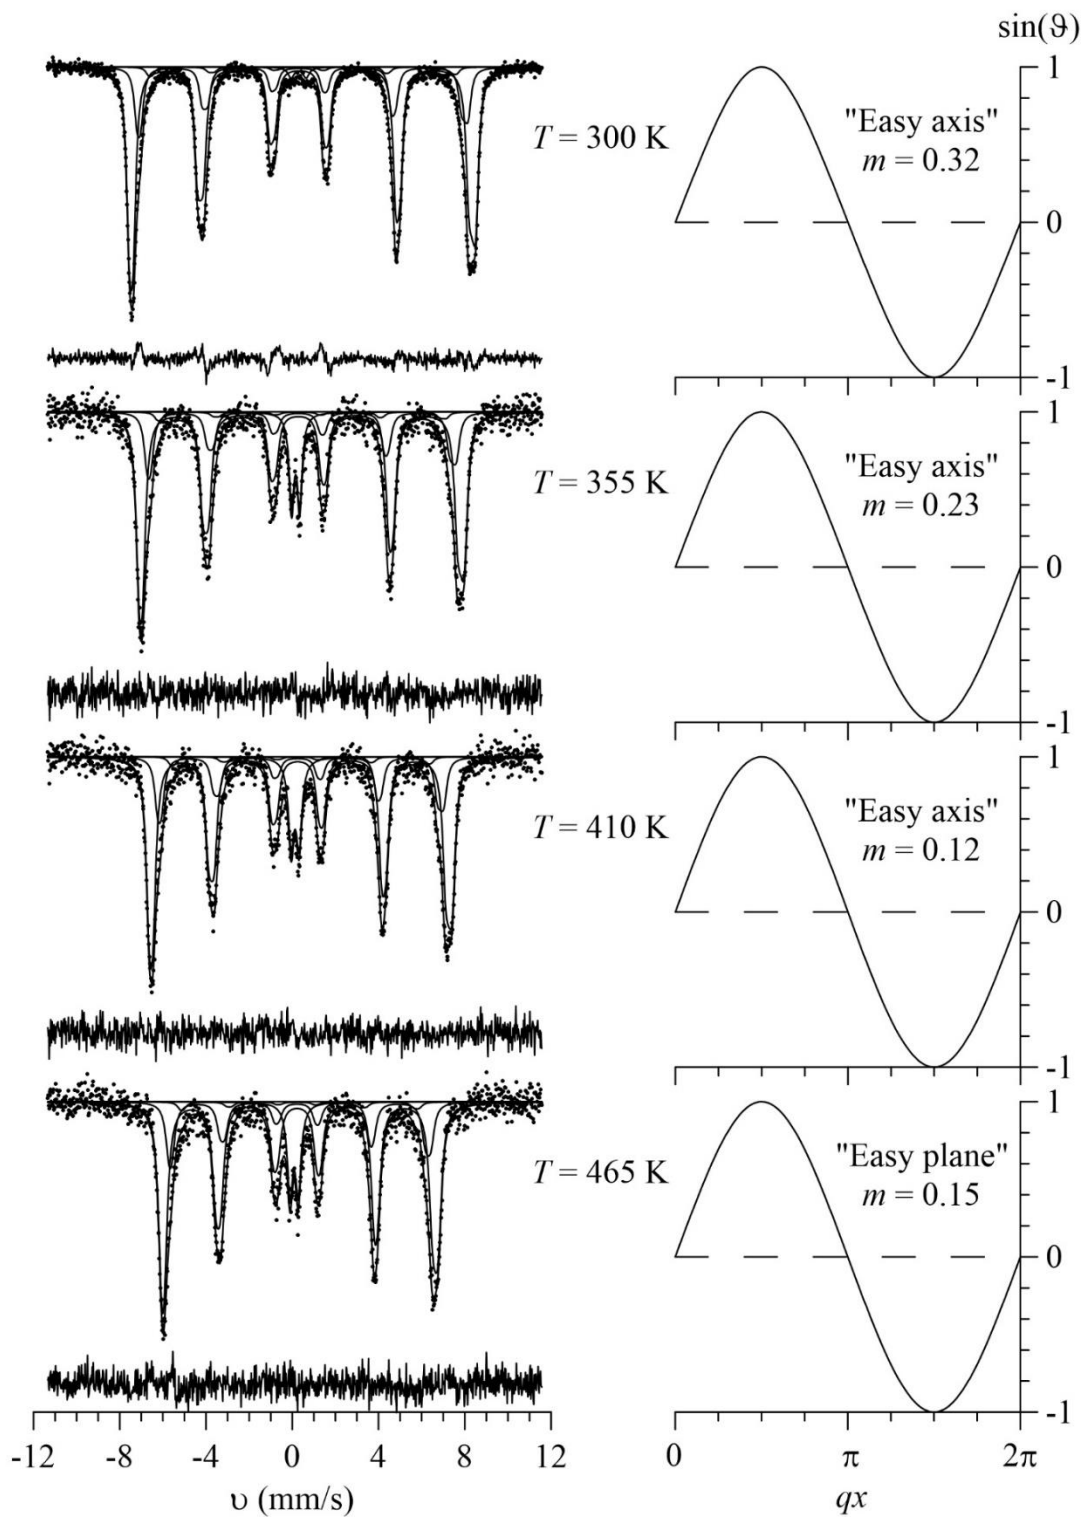 sin(ϑ)
1
"Easy axis"
T = 300 K
m = 0.32
0
-1
1
"Easy axis"
T = 355 K
m = 0.23
0
-1
1
"Easy axis"
T = 410 K
m = 0.12
0
-1
1
"Easy plane"
T = 465 K
m = 0.15
0
-1
-12 -8 -4 0 4 8 12 0 π 2π
υ (mm/s) qx